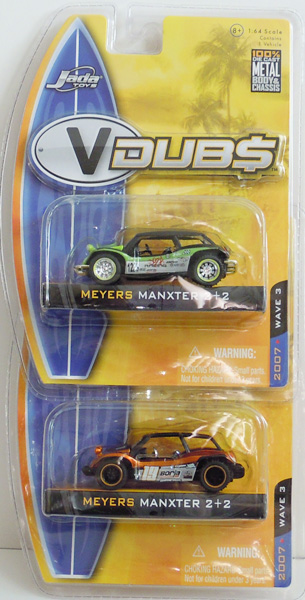 Jada
TOYS
8+
1:64 Scale
Contains
1 Vehicle
100%
DIE CAST
METAL
BODY &
CHASSIS
V DUB$
MEYERS MANXTER 2+2
WARNING:
CHOKING HAZARD: Small parts.
Not for children under 3 years.
2007 WAVE 3
19
MEYERS MANXTER 2+2
WARNING:
CHOKING HAZARD: Small parts
Not for children under 3 years
2007 WAVE 3